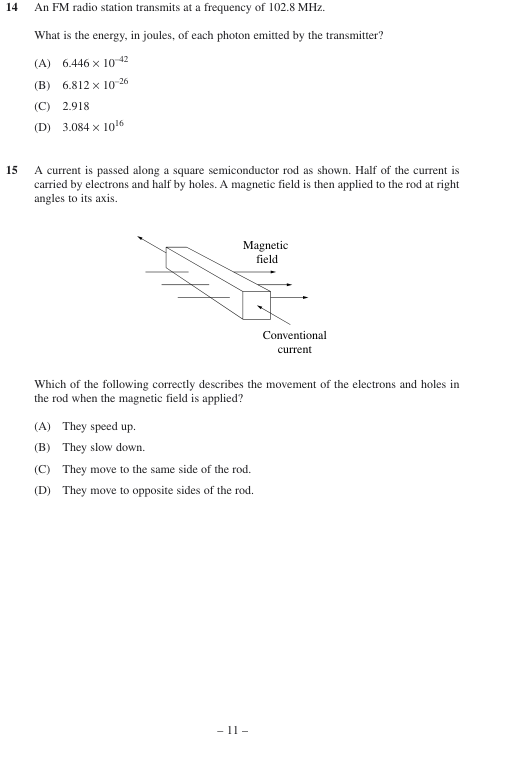 14 An FM radio station transmits at a frequency of 102.8 MHz.
What is the energy, in joules, of each photon emitted by the transmitter?
(A) 6.446 × 10⁻⁴²
(B) 6.812 × 10⁻²⁶
(C) 2.918
(D) 3.084 × 10¹⁶
15 A current is passed along a square semiconductor rod as shown. Half of the current is
carried by electrons and half by holes. A magnetic field is then applied to the rod at right
angles to its axis.
Magnetic
field
Conventional
current
Which of the following correctly describes the movement of the electrons and holes in
the rod when the magnetic field is applied?
(A) They speed up.
(B) They slow down.
(C) They move to the same side of the rod.
(D) They move to opposite sides of the rod.
– 11 –